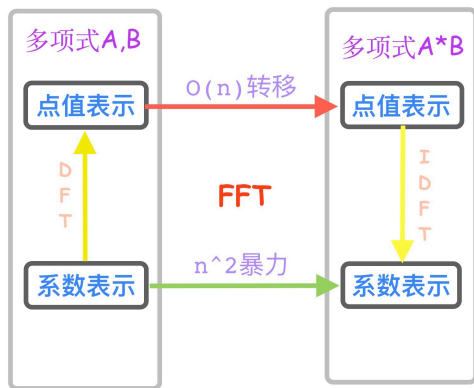 多项式A,B
多项式A*B
点值表示
O(n)转移
点值表示
DFT
FFT
IDFT
系数表示
n^2暴力
系数表示